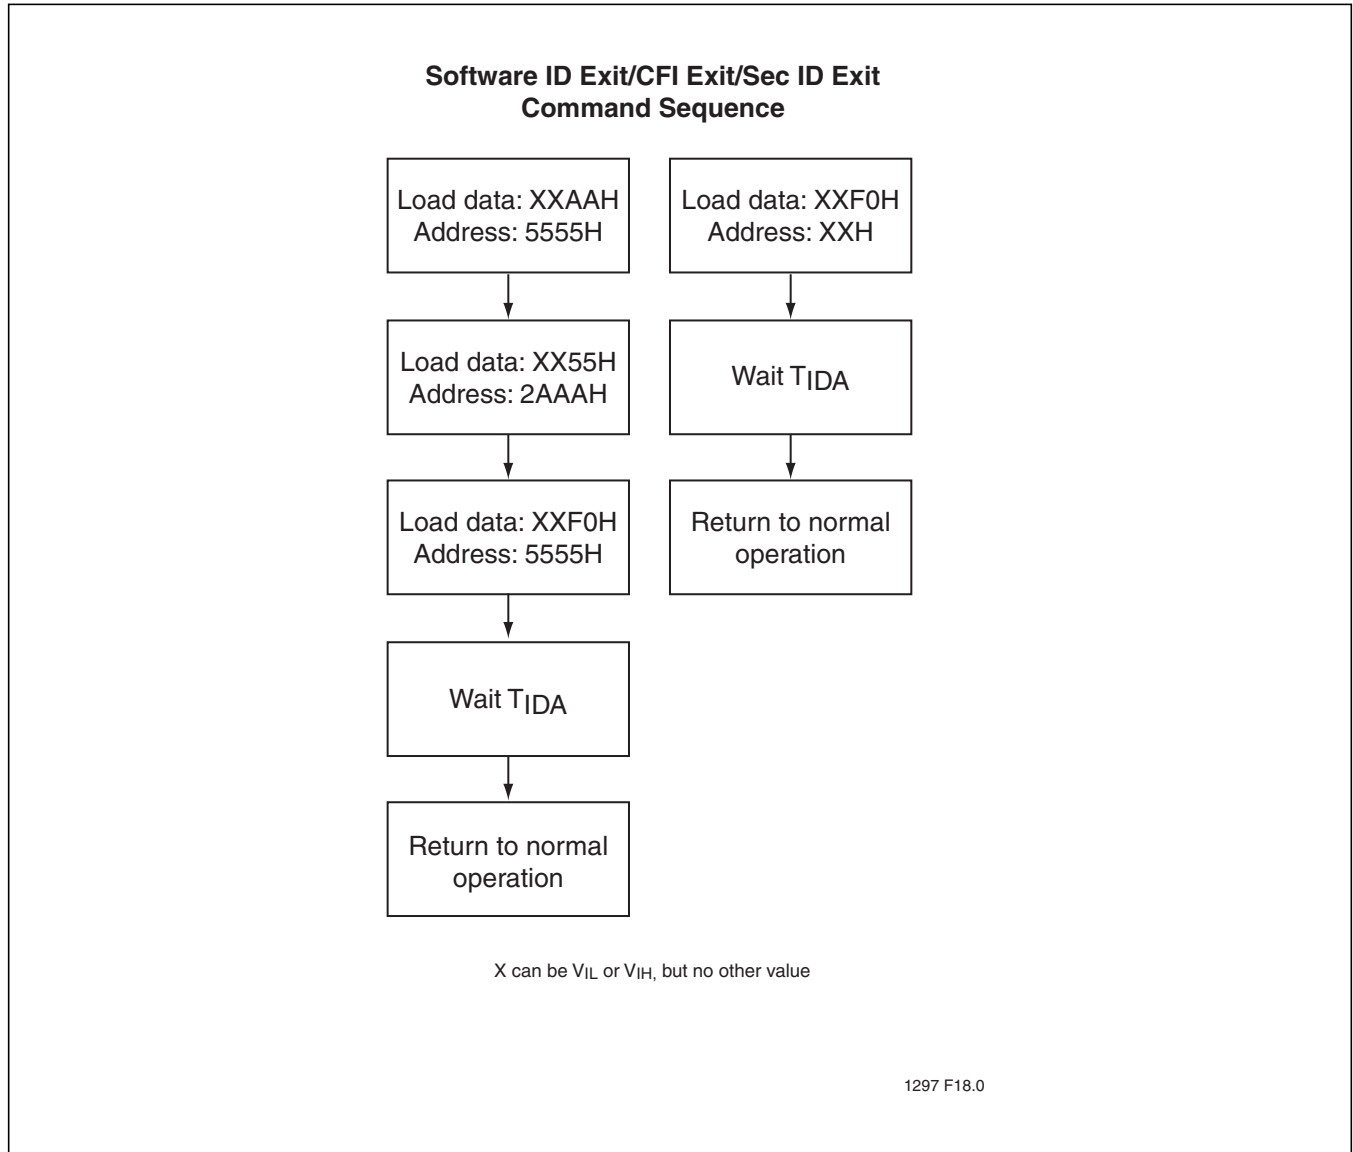 Software ID Exit/CFI Exit/Sec ID Exit
Command Sequence
Load data: XXAAH
Address: 5555H
Load data: XX55H
Address: 2AAAH
Load data: XXF0H
Address: 5555H
Wait TIDA
Return to normal
operation
Load data: XXF0H
Address: XXH
Wait TIDA
Return to normal
operation
X can be VIL or VIH, but no other value
1297 F18.0